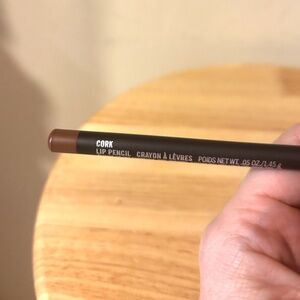 CORK
LIP PENCIL CRAYON À LÈVRES POIDS NET WT. .05 OZ/1.45 g